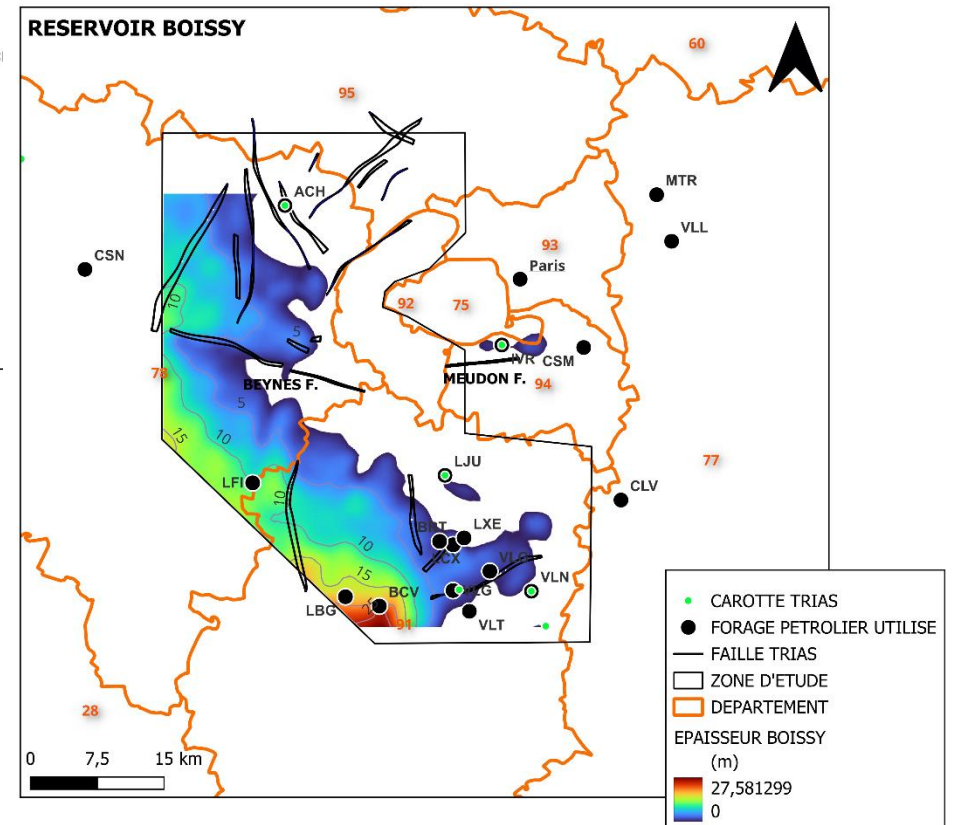 RESERVOIR BOISSY
60
95
ACH
MTR
VLL
CSN
93
Paris
10
92
75
5
IVR
CSM
78
BEYNES F.
MEUDON F.
94
5
15
10
LJU
77
LFI
CLV
10
BRT
LXE
10
15
VLN
BCV
LBG
25
91
VLT
28
0
7,5
15 km
CAROTTE TRIAS
FORAGE PETROLIER UTILISE
FAILLE TRIAS
ZONE D'ETUDE
DEPARTEMENT
EPAISSEUR BOISSY
(m)
27,581299
0